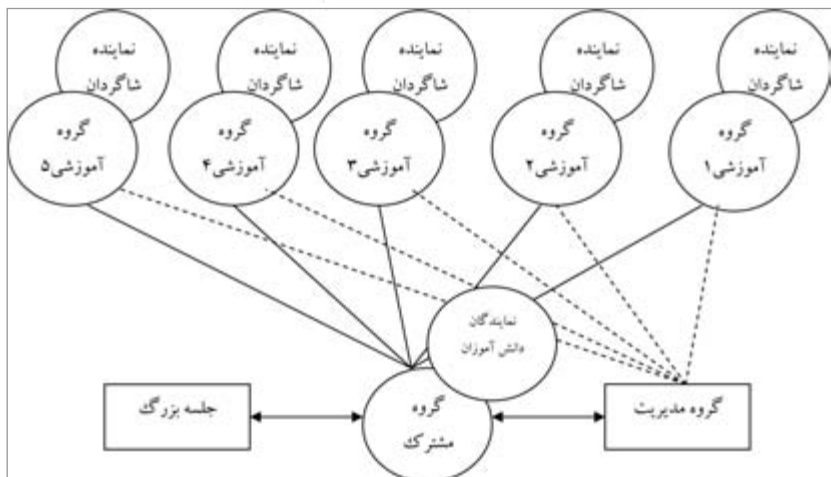 نماینده
شاگردان
نماینده
شاگردان
نماینده
شاگردان
نماینده
شاگردان
نماینده
شاگردان
گروه
آموزشی۱
گروه
آموزشی۲
گروه
آموزشی۳
گروه
آموزشی۴
گروه
آموزشی۵
نمایندگان
دانش آموزان
گروه مدیریت
گروه
مشترک
جلسه بزرگ